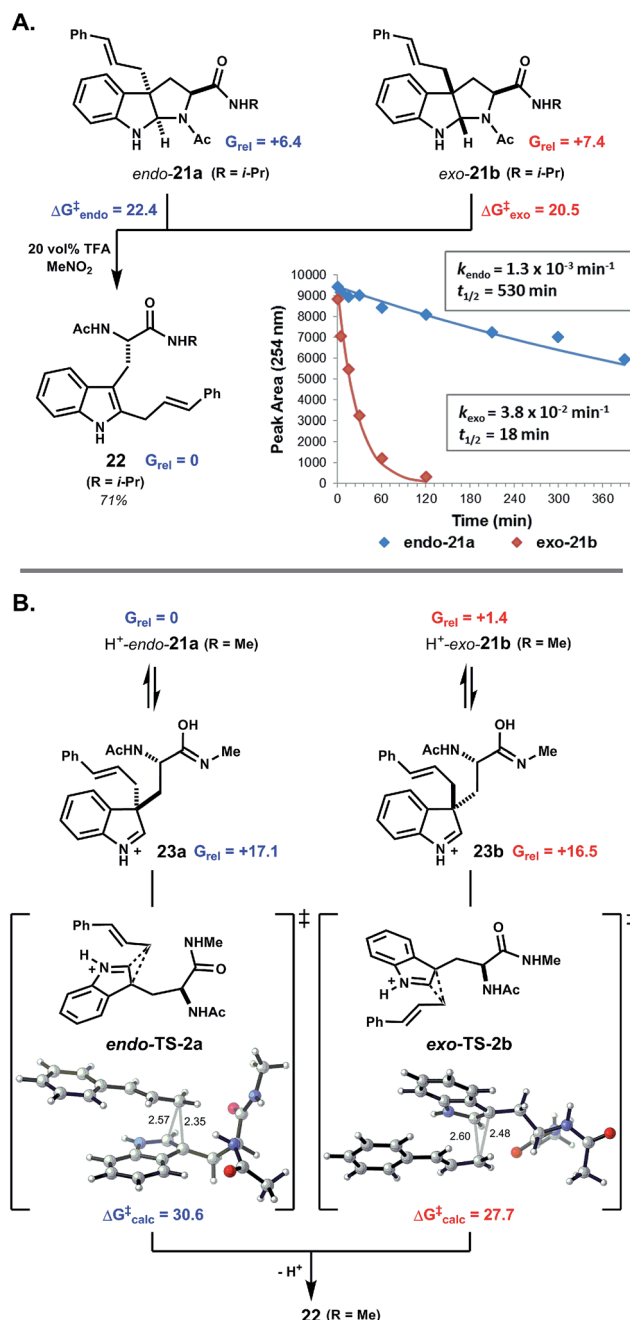 A.
Ph
O
NHR
N
H
H
N
Ac
G_rel = +6.4
endo-21a (R = i-Pr)
Ph
O
NHR
N
H
H
N
Ac
G_rel = +7.4
exo-21b (R = i-Pr)
ΔG‡_endo = 22.4
ΔG‡_exo = 20.5
20 vol% TFA
MeNO₂
O
AcHN
NHR
Ph
N
H
22 G_rel = 0
(R = i-Pr)
71%
Peak Area (254 nm)
10000
9000
8000
7000
6000
5000
4000
3000
2000
1000
0
k_endo = 1.3 x 10⁻³ min⁻¹
t_1/2 = 530 min
k_exo = 3.8 x 10⁻² min⁻¹
t_1/2 = 18 min
0 60 120 180 240 300 360
Time (min)
endo-21a exo-21b
B.
G_rel = 0
H⁺-endo-21a (R = Me)
G_rel = +1.4
H⁺-exo-21b (R = Me)
OH
AcHN
N
Me
Ph
N
H
+
23a G_rel = +17.1
OH
AcHN
N
Me
Ph
N
H
+
23b G_rel = +16.5
‡
Ph
H
N
+
NHMe
O
NHAc
endo-TS-2a
2.57
2.35
ΔG‡_calc = 30.6
‡
O
NHMe
NHAc
N
+
H
Ph
exo-TS-2b
2.60
2.48
ΔG‡_calc = 27.7
- H⁺
22 (R = Me)